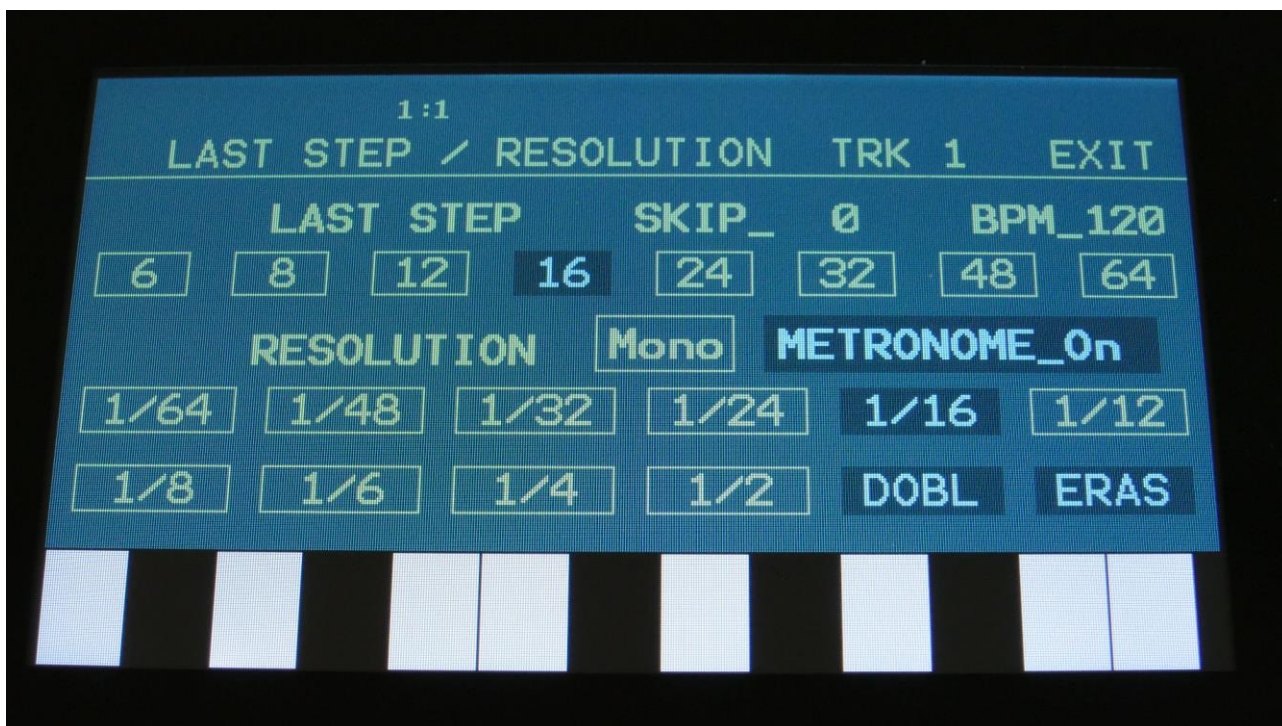 1:1
LAST STEP / RESOLUTION TRK 1 EXIT
LAST STEP SKIP_ 0 BPM_120
6 8 12 16 24 32 48 64
RESOLUTION Mono METRONOME_On
1/64 1/48 1/32 1/24 1/16 1/12
1/8 1/6 1/4 1/2 DOBL ERAS